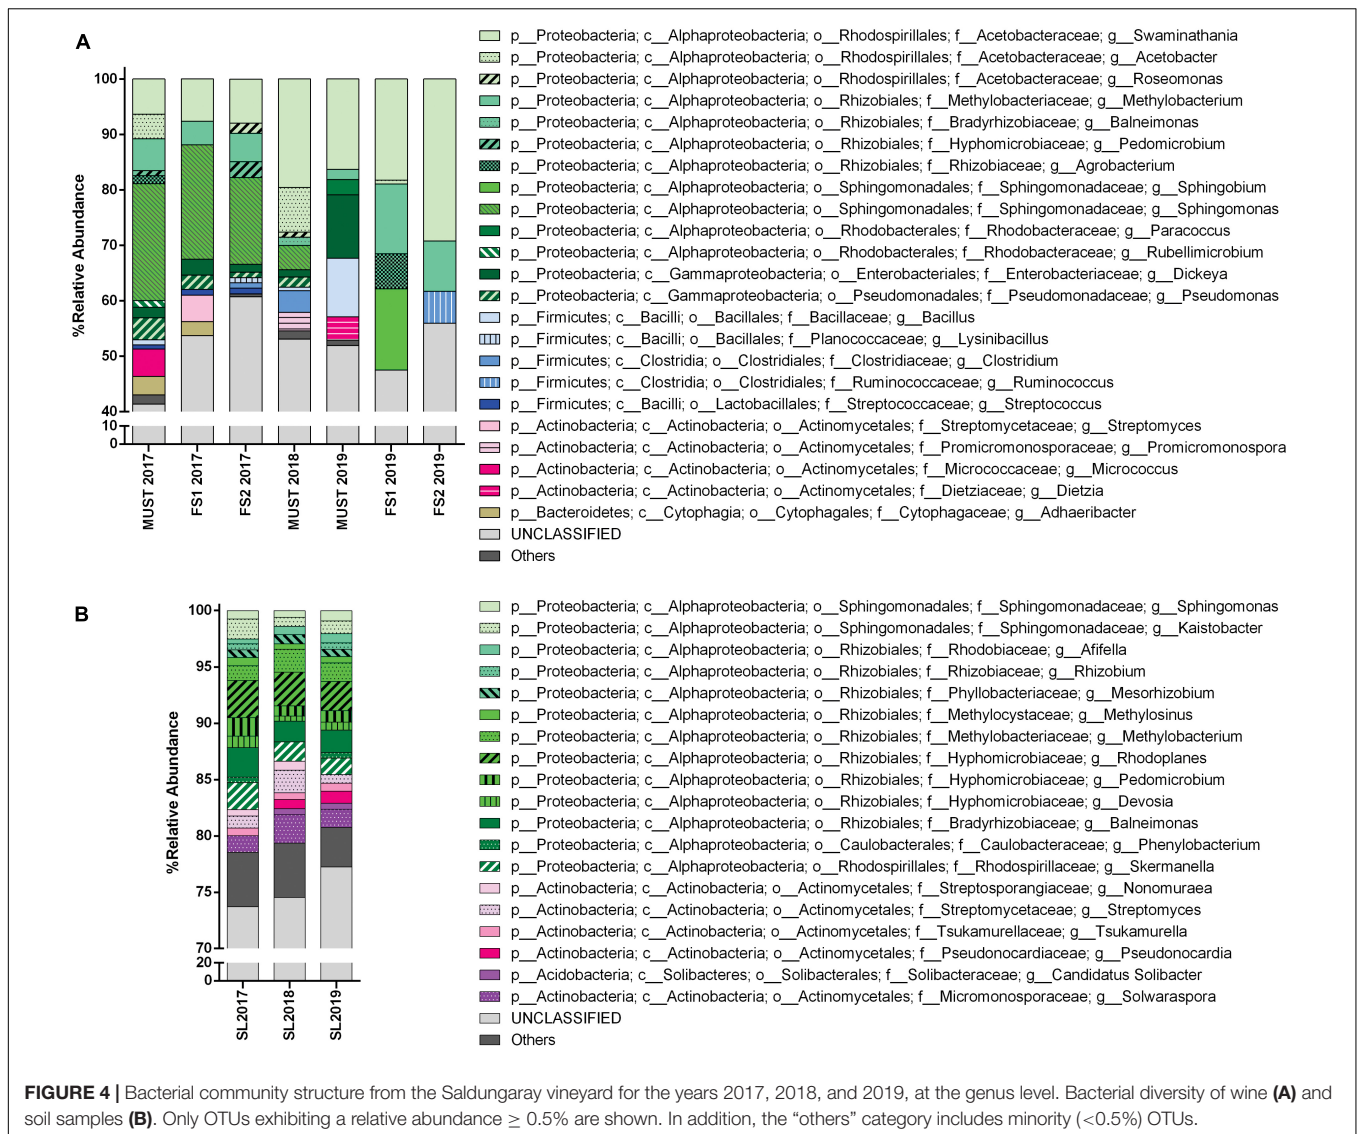 A
p__Proteobacteria; c__Alphaproteobacteria; o__Rhodospirillales; f__Acetobacteraceae; g__Swaminathania
p__Proteobacteria; c__Alphaproteobacteria; o__Rhodospirillales; f__Acetobacteraceae; g__Acetobacter
p__Proteobacteria; c__Alphaproteobacteria; o__Rhodospirillales; f__Acetobacteraceae; g__Roseomonas
p__Proteobacteria; c__Alphaproteobacteria; o__Rhizobiales; f__Methylobacteriaceae; g__Methylobacterium
p__Proteobacteria; c__Alphaproteobacteria; o__Rhizobiales; f__Bradyrhizobiaceae; g__Balneimonas
p__Proteobacteria; c__Alphaproteobacteria; o__Rhizobiales; f__Hyphomicrobiaceae; g__Pedomicrobium
p__Proteobacteria; c__Alphaproteobacteria; o__Rhizobiales; f__Rhizobiaceae; g__Agrobacterium
p__Proteobacteria; c__Alphaproteobacteria; o__Sphingomonadales; f__Sphingomonadaceae; g__Sphingobium
p__Proteobacteria; c__Alphaproteobacteria; o__Sphingomonadales; f__Sphingomonadaceae; g__Sphingomonas
p__Proteobacteria; c__Alphaproteobacteria; o__Rhodobacterales; f__Rhodobacteraceae; g__Paracoccus
p__Proteobacteria; c__Alphaproteobacteria; o__Rhodobacterales; f__Rhodobacteraceae; g__Rubellimicrobium
p__Proteobacteria; c__Gammaproteobacteria; o__Enterobacteriales; f__Enterobacteriaceae; g__Dickeya
p__Proteobacteria; c__Gammaproteobacteria; o__Pseudomonadales; f__Pseudomonadaceae; g__Pseudomonas
p__Firmicutes; c__Bacilli; o__Bacillales; f__Bacillaceae; g__Bacillus
p__Firmicutes; c__Bacilli; o__Bacillales; f__Planococcaceae; g__Lysinibacillus
p__Firmicutes; c__Clostridia; o__Clostridiales; f__Clostridiaceae; g__Clostridium
p__Firmicutes; c__Clostridia; o__Clostridiales; f__Ruminococcaceae; g__Ruminococcus
p__Firmicutes; c__Bacilli; o__Lactobacillales; f__Streptococcaceae; g__Streptococcus
p__Actinobacteria; c__Actinobacteria; o__Actinomycetales; f__Streptomycetaceae; g__Streptomyces
p__Actinobacteria; c__Actinobacteria; o__Actinomycetales; f__Promicromonosporaceae; g__Promicromonospora
p__Actinobacteria; c__Actinobacteria; o__Actinomycetales; f__Micrococcaceae; g__Micrococcus
p__Actinobacteria; c__Actinobacteria; o__Actinomycetales; f__Dietziaceae; g__Dietzia
p__Bacteroidetes; c__Cytophagia; o__Cytophagales; f__Cytophagaceae; g__Adhaeribacter
UNCLASSIFIED
Others
%Relative Abundance
100
90
80
70
60
50
40
10
0
MUST 2017
FS1 2017
FS2 2017
MUST 2018
MUST 2019
FS1 2019
FS2 2019
B
p__Proteobacteria; c__Alphaproteobacteria; o__Sphingomonadales; f__Sphingomonadaceae; g__Sphingomonas
p__Proteobacteria; c__Alphaproteobacteria; o__Sphingomonadales; f__Sphingomonadaceae; g__Kaistobacter
p__Proteobacteria; c__Alphaproteobacteria; o__Rhizobiales; f__Rhodobiaceae; g__Afifella
p__Proteobacteria; c__Alphaproteobacteria; o__Rhizobiales; f__Rhizobiaceae; g__Rhizobium
p__Proteobacteria; c__Alphaproteobacteria; o__Rhizobiales; f__Phyllobacteriaceae; g__Mesorhizobium
p__Proteobacteria; c__Alphaproteobacteria; o__Rhizobiales; f__Methylocystaceae; g__Methylosinus
p__Proteobacteria; c__Alphaproteobacteria; o__Rhizobiales; f__Methylobacteriaceae; g__Methylobacterium
p__Proteobacteria; c__Alphaproteobacteria; o__Rhizobiales; f__Hyphomicrobiaceae; g__Rhodoplanes
p__Proteobacteria; c__Alphaproteobacteria; o__Rhizobiales; f__Hyphomicrobiaceae; g__Pedomicrobium
p__Proteobacteria; c__Alphaproteobacteria; o__Rhizobiales; f__Hyphomicrobiaceae; g__Devosia
p__Proteobacteria; c__Alphaproteobacteria; o__Rhizobiales; f__Bradyrhizobiaceae; g__Balneimonas
p__Proteobacteria; c__Alphaproteobacteria; o__Caulobacterales; f__Caulobacteraceae; g__Phenylobacterium
p__Proteobacteria; c__Alphaproteobacteria; o__Rhodospirillales; f__Rhodospirillaceae; g__Skermanella
p__Actinobacteria; c__Actinobacteria; o__Actinomycetales; f__Streptosporangiaceae; g__Nonomuraea
p__Actinobacteria; c__Actinobacteria; o__Actinomycetales; f__Streptomycetaceae; g__Streptomyces
p__Actinobacteria; c__Actinobacteria; o__Actinomycetales; f__Tsukamurellaceae; g__Tsukamurella
p__Actinobacteria; c__Actinobacteria; o__Actinomycetales; f__Pseudonocardiaceae; g__Pseudonocardia
p__Acidobacteria; c__Solibacteres; o__Solibacterales; f__Solibacteraceae; g__Candidatus Solibacter
p__Actinobacteria; c__Actinobacteria; o__Actinomycetales; f__Micromonosporaceae; g__Solwaraspora
UNCLASSIFIED
Others
%Relative Abundance
100
95
90
85
80
75
70
20
0
SL2017
SL2018
SL2019
FIGURE 4 | Bacterial community structure from the Saldungaray vineyard for the years 2017, 2018, and 2019, at the genus level. Bacterial diversity of wine (A) and
soil samples (B). Only OTUs exhibiting a relative abundance ≥ 0.5% are shown. In addition, the “others” category includes minority (<0.5%) OTUs.